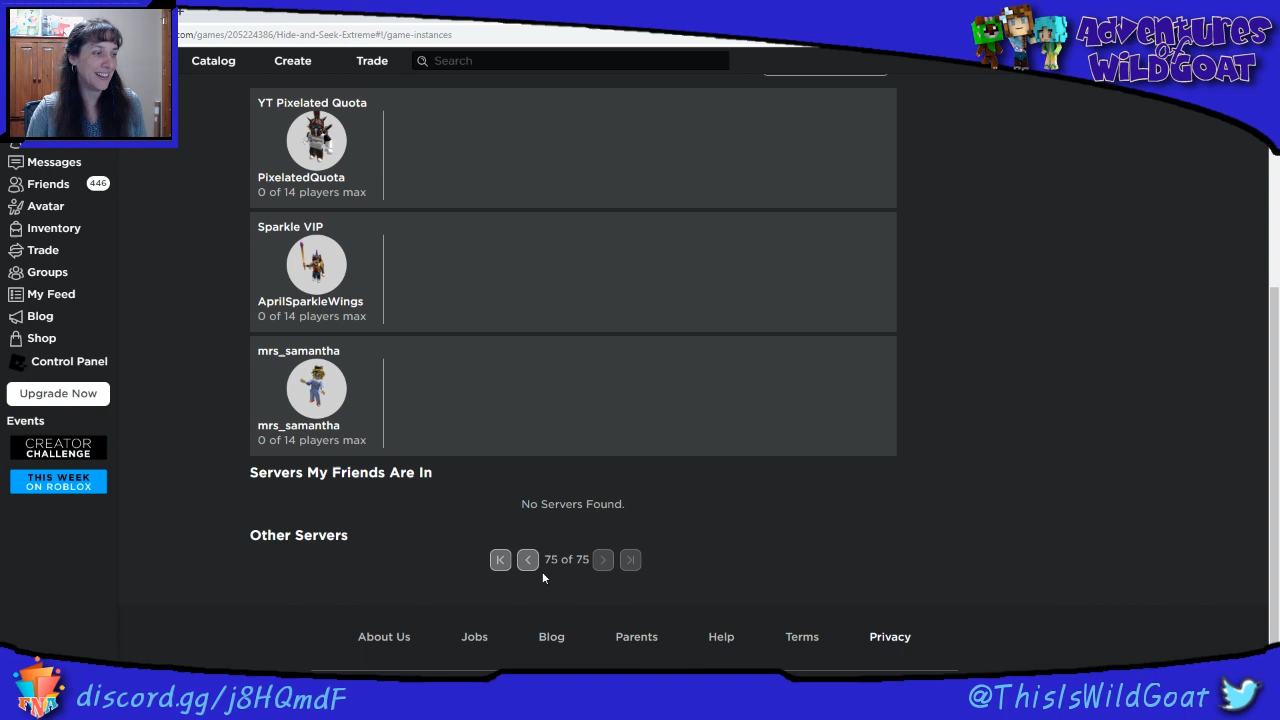 com/games/205224386/Hide-and-Seek-Extreme#!/game-instances
Adventures
of
WildGoat
Catalog
Create
Trade
Search
Messages
Friends
446
Avatar
Inventory
Trade
Groups
My Feed
Blog
Shop
Control Panel
Upgrade Now
Events
CREATOR
CHALLENGE
THIS WEEK
ON ROBLOX
YT Pixelated Quota
PixelatedQuota
0 of 14 players max
Sparkle VIP
AprilSparkleWings
0 of 14 players max
mrs_samantha
mrs_samantha
0 of 14 players max
Servers My Friends Are In
No Servers Found.
Other Servers
75 of 75
About Us
Jobs
Blog
Parents
Help
Terms
Privacy
FNA
discord.gg/j8HQmdF
@ThisIsWildGoat